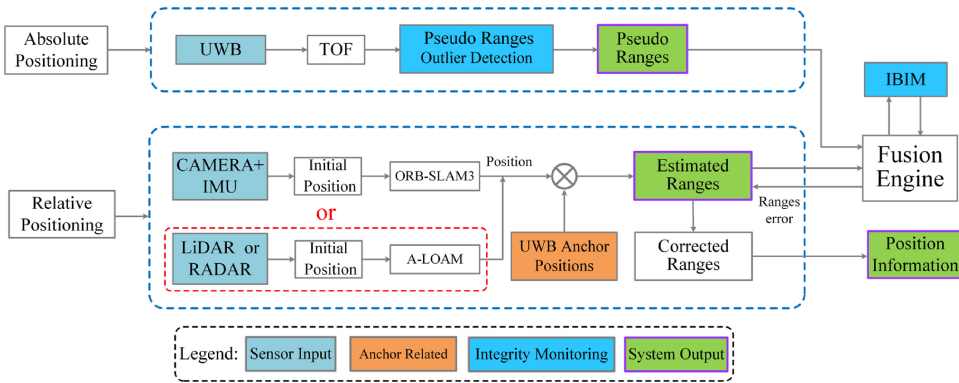 Absolute
Positioning
UWB
TOF
Pseudo Ranges
Outlier Detection
Pseudo
Ranges
IBIM
Fusion
Engine
Relative
Positioning
CAMERA+
IMU
Initial
Position
ORB-SLAM3
Position
Estimated
Ranges
Ranges
error
or
LiDAR or
RADAR
Initial
Position
A-LOAM
UWB Anchor
Positions
Corrected
Ranges
Position
Information
Legend:
Sensor Input
Anchor Related
Integrity Monitoring
System Output